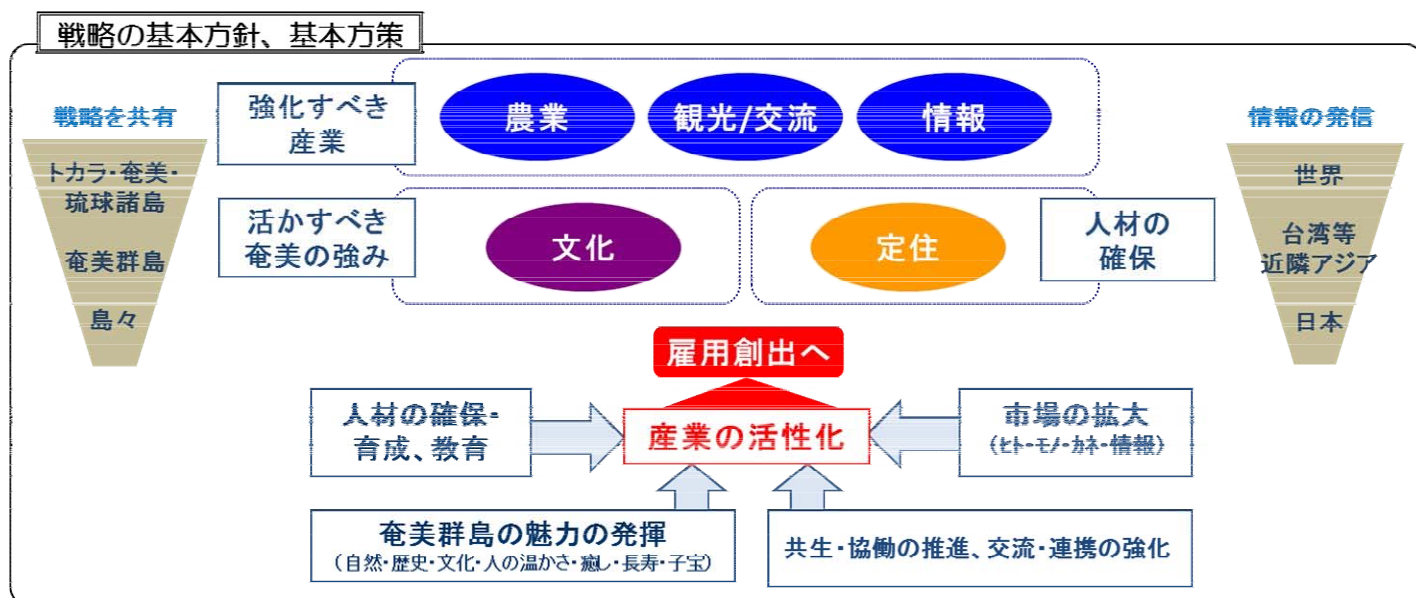 戦略の基本方針、基本方策
戦略を共有
トカラ・奄美・
琉球諸島
奄美群島
島々
強化すべき
産業
農業
観光/交流
情報
活かすべき
奄美の強み
文化
定住
人材の
確保
情報の発信
世界
台湾等
近隣アジア
日本
雇用創出へ
人材の確保・
育成、教育
産業の活性化
市場の拡大
(ヒト・モノ・カネ・情報)
奄美群島の魅力の発揮
(自然・歴史・文化・人の温かさ・癒し・長寿・子宝)
共生・協働の推進、交流・連携の強化